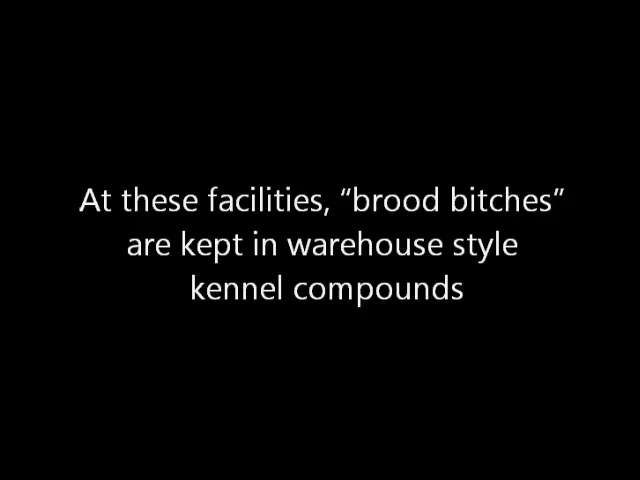 At these facilities, “brood bitches”
are kept in warehouse style
kennel compounds